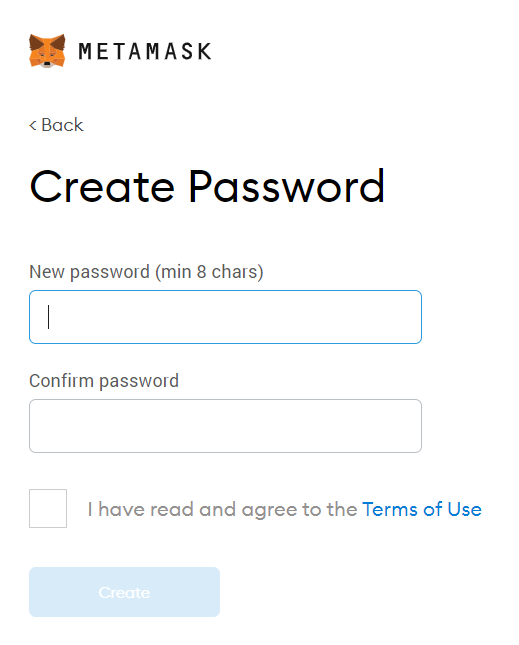 METAMASK
< Back
Create Password
New password (min 8 chars)
Confirm password
I have read and agree to the Terms of Use
Create